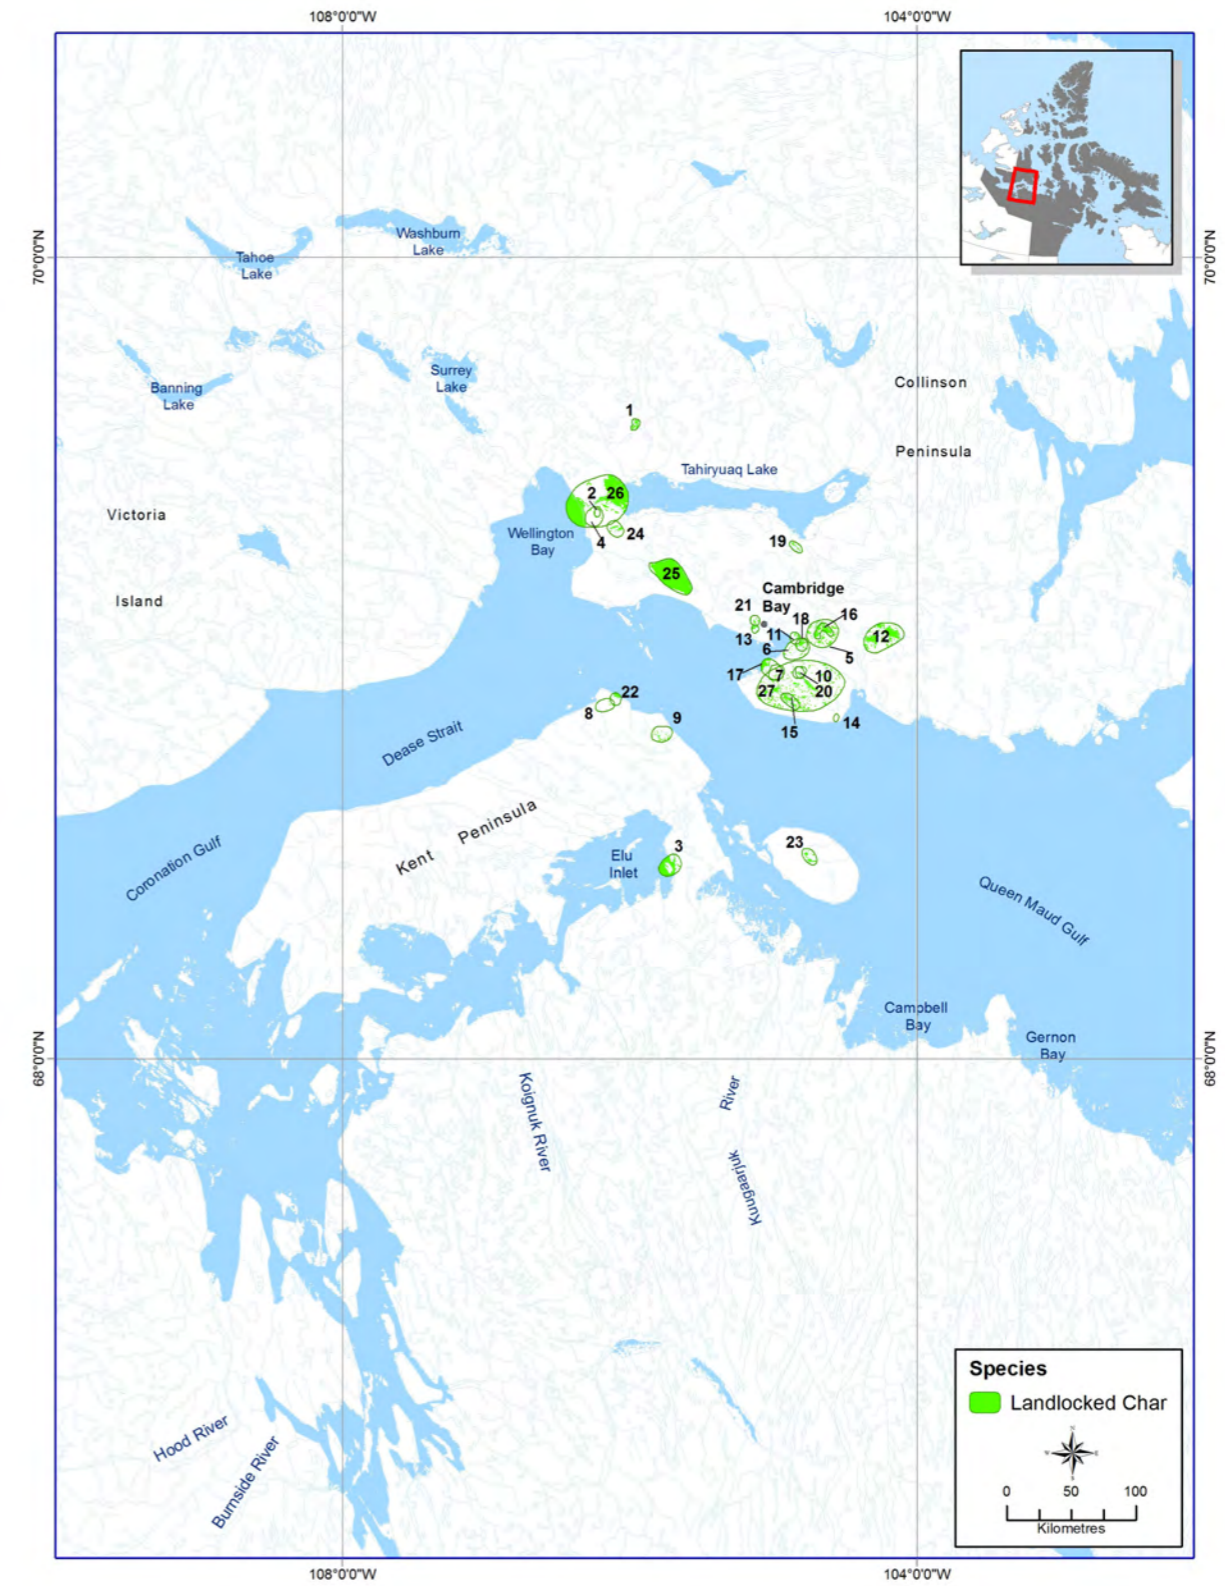 108°0'0"W
104°0'0"W
70°0'0"N
70°0'0"N
Washburn
Lake
Tahoe
Lake
Surrey
Lake
Banning
Lake
Collinson
Peninsula
1
Tahiryuaq Lake
2
26
Victoria
Wellington
Bay
4
24
19
25
Island
Cambridge
Bay
21
16
18
13
11
12
6
5
17
7
10
27
20
22
8
9
14
15
Dease Strait
Kent
Peninsula
Coronation Gulf
Elu
Inlet
3
23
Queen Maud Gulf
Campbell
Bay
Gernon
Bay
68°0'0"N
68°0'0"N
Koignuk River
River
Kuugaarjuk
Hood River
Burnside River
Species
Landlocked Char
N
W
E
S
0
50
100
Kilometres
108°0'0"W
104°0'0"W